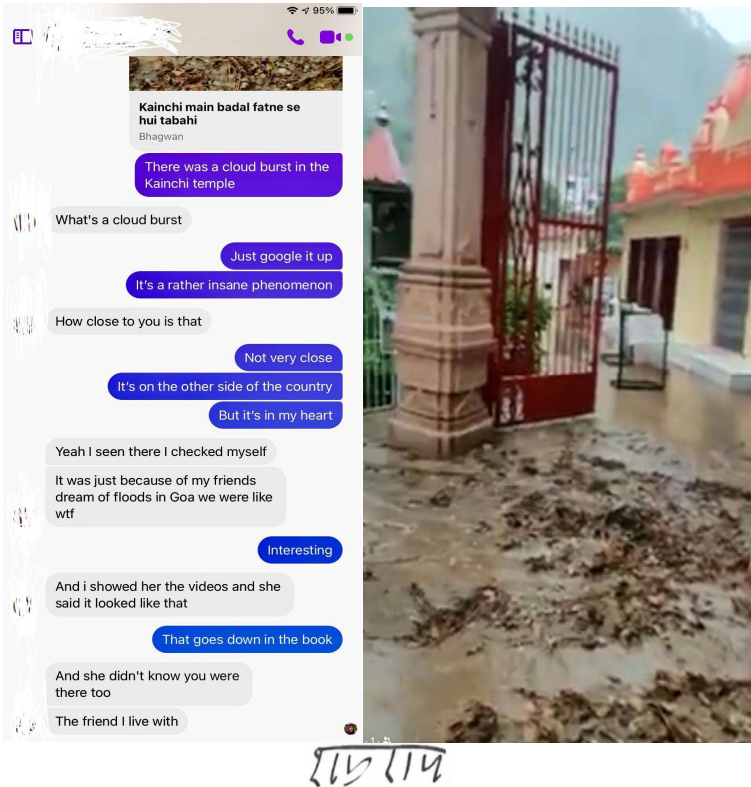 95%
Kainchi main badal fatne se
hui tabahi
Bhagwan
There was a cloud burst in the
Kainchi temple
What's a cloud burst
Just google it up
It's a rather insane phenomenon
How close to you is that
Not very close
It's on the other side of the country
But it's in my heart
Yeah I seen there I checked myself
It was just because of my friends
dream of floods in Goa we were like
wtf
Interesting
And i showed her the videos and she
said it looked like that
That goes down in the book
And she didn't know you were
there too
The friend I live with
राम राम